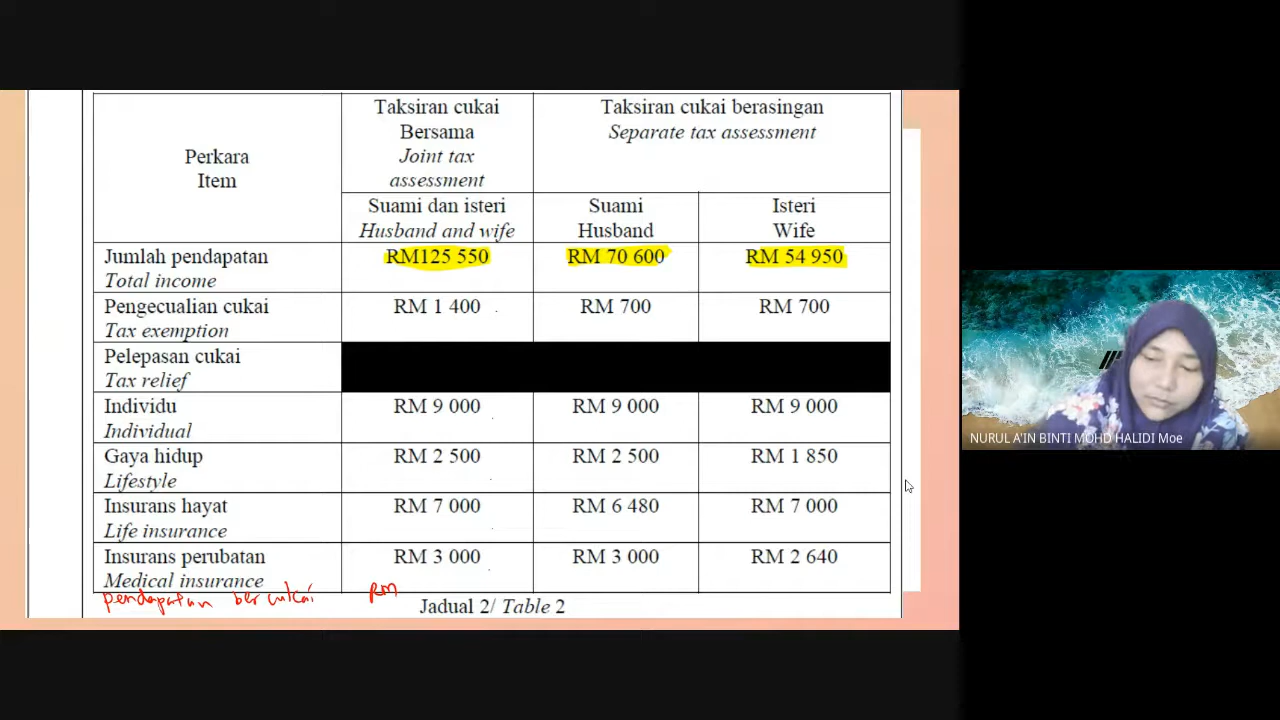 Taksiran cukai
Bersama
Joint tax
assessment
Taksiran cukai berasingan
Separate tax assessment
Perkara
Item
Suami dan isteri
Husband and wife
Suami
Husband
Isteri
Wife
Jumlah pendapatan
Total income
RM125 550
RM 70 600
RM 54 950
Pengecualian cukai
Tax exemption
RM 1 400
RM 700
RM 700
Pelepasan cukai
Tax relief
Individu
Individual
RM 9 000
RM 9 000
RM 9 000
Gaya hidup
Lifestyle
RM 2 500
RM 2 500
RM 1 850
Insurans hayat
Life insurance
RM 7 000
RM 6 480
RM 7 000
Insurans perubatan
Medical insurance
RM 3 000
RM 3 000
RM 2 640
pendapatan bercukai RM
Jadual 2/ Table 2
NURUL A'IN BINTI MOHD HALIDI Moe